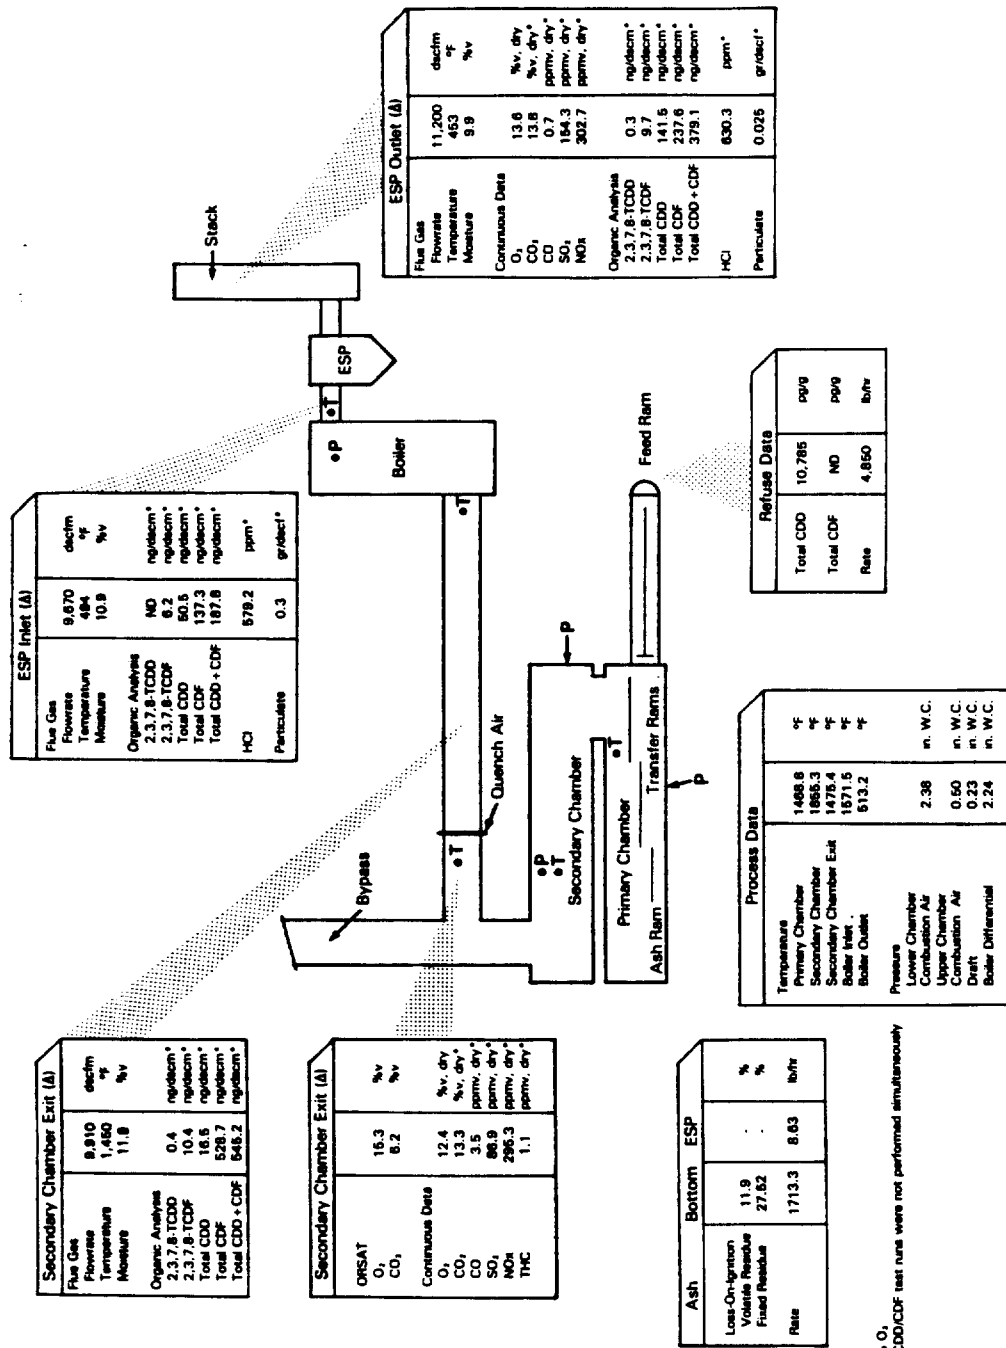 Secondary Chamber Exit (Δ)
Flue Gas
Flowrate 9,910 dscfm
Temperature 1,450 °F
Moisture 11.9 %v
Organic Analysis
2,3,7,8-TCDD 0.4 ng/dscm*
2,3,7,8-TCDF 10.4 ng/dscm*
Total CDD 16.5 ng/dscm*
Total CDF 528.7 ng/dscm*
Total CDD + CDF 545.2 ng/dscm*
Secondary Chamber Exit (Δ)
ORSAT
O₂ 15.3 %v
CO₂ 5.2 %v
Continuous Data
O₂ 12.4 %v, dry
CO₂ 13.3 %v, dry*
CO 3.5 ppmv, dry*
SO₂ 86.9 ppmv, dry*
NOx 295.3 ppmv, dry*
THC 1.1 ppmv, dry*
Ash Bottom ESP
Loss-On-Ignition
Volatile Residue 11.9 - %
Fixed Residue 27.52 - %
Rate 1713.3 8.63 lb/hr
O₂
CDD/CDF test runs were not performed simultaneously
ESP Inlet (Δ)
Flue Gas
Flowrate 9,670 dscfm
Temperature 494 °F
Moisture 10.9 %v
Organic Analysis
2,3,7,8-TCDD ND ng/dscm*
2,3,7,8-TCDF 6.2 ng/dscm*
Total CDD 50.5 ng/dscm*
Total CDF 137.3 ng/dscm*
Total CDD + CDF 187.8 ng/dscm*
HCl 579.2 ppm*
Particulate 0.3 gr/dscf*
Bypass
T
Quench Air
T
Boiler
P
T
ESP
Stack
Secondary Chamber
P
T
P
Primary Chamber
T
Ash Ram
Transfer Rams
P
Feed Ram
Process Data
Temperature
Primary Chamber 1468.8 °F
Secondary Chamber 1855.3 °F
Secondary Chamber Exit 1475.4 °F
Boiler Inlet 1571.5 °F
Boiler Outlet 513.2 °F
Pressure
Lower Chamber
Combustion Air 2.38 in. W.C.
Upper Chamber
Combustion Air 0.50 in. W.C.
Draft 0.23 in. W.C.
Boiler Differential 2.24 in. W.C.
Refuse Data
Total CDD 10,785 pg/g
Total CDF ND pg/g
Rate 4,850 lb/hr
ESP Outlet (Δ)
Flue Gas
Flowrate 11,200 dscfm
Temperature 453 °F
Moisture 9.9 %v
Continuous Data
O₂ 13.6 %v, dry
CO₂ 13.8 %v, dry*
CO 0.7 ppmv, dry*
SO₂ 154.3 ppmv, dry*
NOx 302.7 ppmv, dry*
Organic Analysis
2,3,7,8-TCDD 0.3 ng/dscm*
2,3,7,8-TCDF 9.7 ng/dscm*
Total CDD 141.5 ng/dscm*
Total CDF 237.6 ng/dscm*
Total CDD + CDF 379.1 ng/dscm*
HCl 630.3 ppm*
Particulate 0.025 gr/dscf*